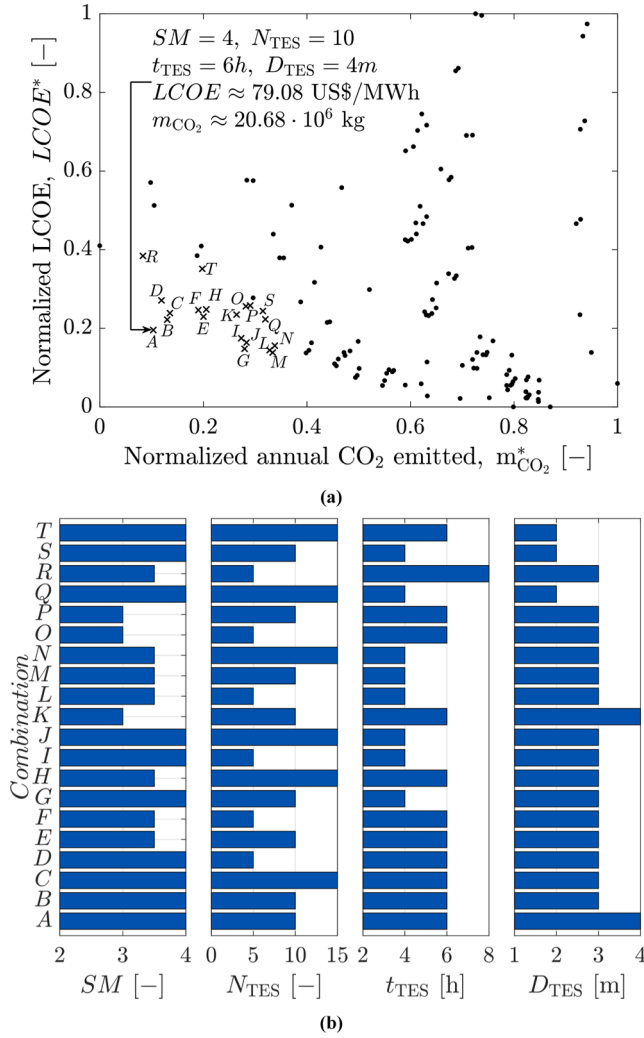 SM = 4, N_TES = 10
t_TES = 6h, D_TES = 4m
LCOE ≈ 79.08 US$/MWh
m_CO₂ ≈ 20.68 · 10⁶ kg
Normalized LCOE, LCOE* [−]
1
0.8
0.6
0.4
0.2
0
R
T
D
C
F
H
O
S
A
B
E
K
P
Q
I
J
L
N
G
M
0
0.2
0.4
0.6
0.8
1
Normalized annual CO₂ emitted, m*_CO₂ [−]
(a)
Combination
T
S
R
Q
P
O
N
M
L
K
J
I
H
G
F
E
D
C
B
A
2 3 4
0 5 10 15
2 4 6 8
1 2 3 4
SM [−]
N_TES [−]
t_TES [h]
D_TES [m]
(b)